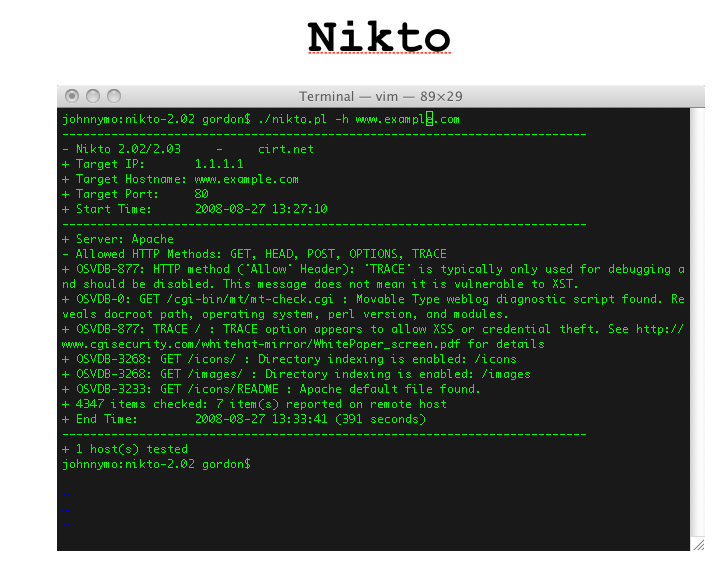 Nikto
Terminal — vim — 89×29
johnnymo:nikto-2.02 gordon$ ./nikto.pl -h www.example.com
---------------------------------------------------------------------------
- Nikto 2.02/2.03     -     cirt.net
+ Target IP:       1.1.1.1
+ Target Hostname: www.example.com
+ Target Port:     80
+ Start Time:      2008-08-27 13:27:10
---------------------------------------------------------------------------
+ Server: Apache
- Allowed HTTP Methods: GET, HEAD, POST, OPTIONS, TRACE
+ OSVDB-877: HTTP method ('Allow' Header): 'TRACE' is typically only used for debugging a
nd should be disabled. This message does not mean it is vulnerable to XST.
+ OSVDB-0: GET /cgi-bin/mt/mt-check.cgi : Movable Type weblog diagnostic script found. Re
veals docroot path, operating system, perl version, and modules.
+ OSVDB-877: TRACE / : TRACE option appears to allow XSS or credential theft. See http://
www.cgisecurity.com/whitehat-mirror/WhitePaper_screen.pdf for details
+ OSVDB-3268: GET /icons/ : Directory indexing is enabled: /icons
+ OSVDB-3268: GET /images/ : Directory indexing is enabled: /images
+ OSVDB-3233: GET /icons/README : Apache default file found.
+ 4347 items checked: 7 item(s) reported on remote host
+ End Time:        2008-08-27 13:33:41 (391 seconds)
---------------------------------------------------------------------------
+ 1 host(s) tested
johnnymo:nikto-2.02 gordon$
~
~
~